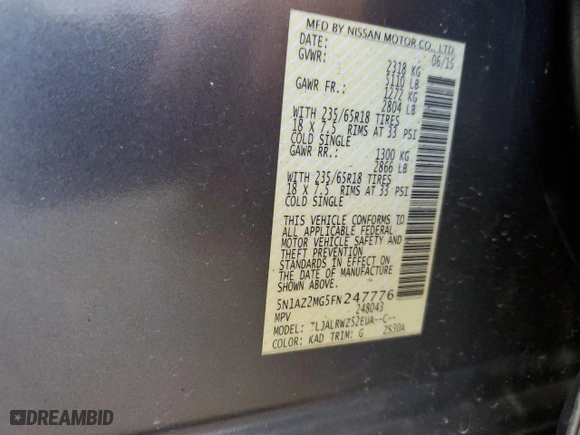 MFD BY NISSAN MOTOR CO., LTD
DATE: 06/15
GVWR: 2318 KG
5110 LB
GAWR FR.: 1272 KG
2804 LB
WITH 235/65R18 TIRES
18 X 7.5 RIMS AT 33 PSI
COLD SINGLE
GAWR RR.: 1300 KG
2866 LB
WITH 235/65R18 TIRES
18 X 7.5 RIMS AT 33 PSI
COLD SINGLE
THIS VEHICLE CONFORMS TO
ALL APPLICABLE FEDERAL
MOTOR VEHICLE SAFETY AND
THEFT PREVENTION
STANDARDS IN EFFECT ON
THE DATE OF MANUFACTURE
SHOWN ABOVE.
5N1AZ2MG5FN247776
MPV 248043
MODEL: TLJALRWZ52EUA--C--
COLOR: KAD TRIM: G 2S30A
DREAMBID